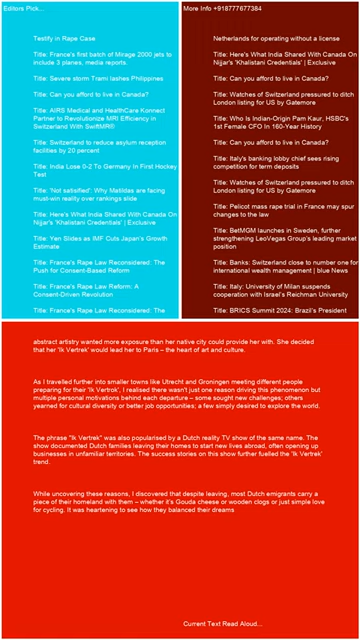 Editors Pick...
Testify in Rape Case
Title: France's first batch of Mirage 2000 jets to
include 3 planes, media reports.
Title: Severe storm Trami lashes Philippines
Title: Can you afford to live in Canada?
Title: AIRS Medical and HealthCare Konnect
Partner to Revolutionize MRI Efficiency in
Switzerland With SwiftMR®
Title: Switzerland to reduce asylum reception
facilities by 20 percent
Title: India Lose 0-2 To Germany In First Hockey
Test
Title: 'Not satisfied': Why Matildas are facing
must-win reality over rankings slide
Title: Here's What India Shared With Canada On
Nijjar's 'Khalistani Credentials' | Exclusive
Title: Yen Slides as IMF Cuts Japan's Growth
Estimate
Title: France's Rape Law Reconsidered: The
Push for Consent-Based Reform
Title: France's Rape Law Reform: A
Consent-Driven Revolution
Title: France's Rape Law Reconsidered: The
More Info +918777677384
Netherlands for operating without a license
Title: Here's What India Shared With Canada On
Nijjar's 'Khalistani Credentials' | Exclusive
Title: Can you afford to live in Canada?
Title: Watches of Switzerland pressured to ditch
London listing for US by Gatemore
Title: Who Is Indian-Origin Pam Kaur, HSBC's
1st Female CFO In 160-Year History
Title: Can you afford to live in Canada?
Title: Italy's banking lobby chief sees rising
competition for term deposits
Title: Watches of Switzerland pressured to ditch
London listing for US by Gatemore
Title: Pelicot mass rape trial in France may spur
changes to the law
Title: BetMGM launches in Sweden, further
strengthening LeoVegas Group's leading market
position
Title: Banks: Switzerland close to number one for
international wealth management | blue News
Title: Italy: University of Milan suspends
cooperation with Israel's Reichman University
Title: BRICS Summit 2024: Brazil's President
abstract artistry wanted more exposure than her native city could provide her with. She decided
that her 'Ik Vertrek' would lead her to Paris – the heart of art and culture.
As I travelled further into smaller towns like Utrecht and Groningen meeting different people
preparing for their 'Ik Vertrek', I realised there wasn't just one reason driving this phenomenon but
multiple personal motivations behind each departure – some sought new challenges; others
yearned for cultural diversity or better job opportunities; a few simply desired to explore the world.
The phrase "Ik Vertrek" was also popularised by a Dutch reality TV show of the same name. The
show documented Dutch families leaving their homes to start new lives abroad, often opening up
businesses in unfamiliar territories. The success stories on this show further fuelled the 'Ik Vertrek'
trend.
While uncovering these reasons, I discovered that despite leaving, most Dutch emigrants carry a
piece of their homeland with them – whether it's Gouda cheese or wooden clogs or just simple love
for cycling. It was heartening to see how they balanced their dreams
Current Text Read Aloud...